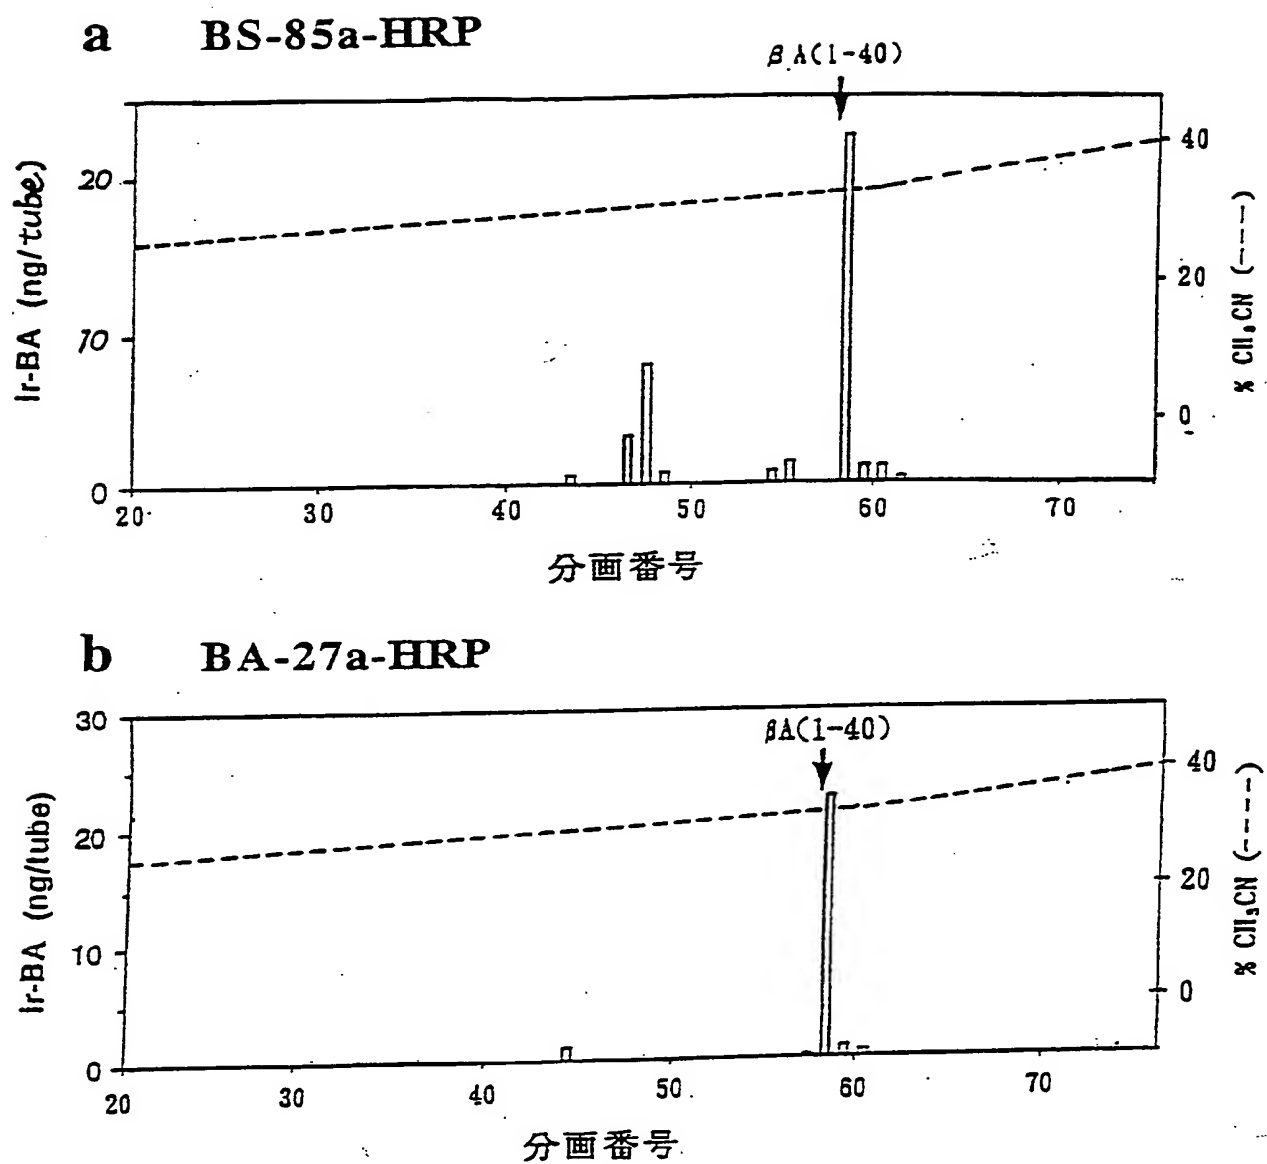 a BS-85a-HRP
βA(1-40)
Ir-BA (ng/tube)
20
10
0
20 30 40 50 60 70
分画番号
40
20
0
% CH₃CN (---)
b BA-27a-HRP
βA(1-40)
Ir-BA (ng/tube)
30
20
10
0
20 30 40 50 60 70
分画番号
40
20
0
% CH₃CN (----)